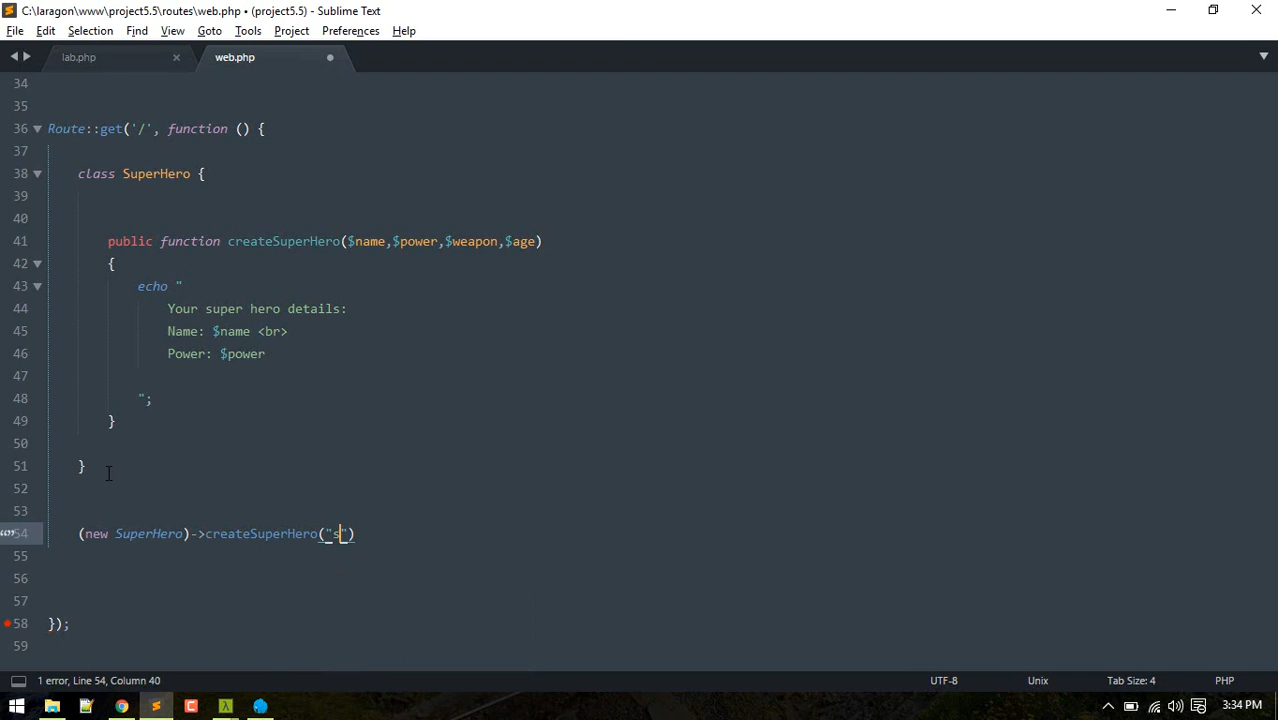 C:\laragon\www\project5.5\routes\web.php • (project5.5) - Sublime Text
File Edit Selection Find View Goto Tools Project Preferences Help
lab.php × web.php
34
35
36 Route::get('/', function () {
37
38 class SuperHero {
39
40
41 public function createSuperHero($name,$power,$weapon,$age)
42 {
43 echo "
44 Your super hero details:
45 Name: $name <br>
46 Power: $power
47
48 ";
49 }
50
51 }
52
53
54 (new SuperHero)->createSuperHero("s")
55
56
57
58 });
59
1 error, Line 54, Column 40 UTF-8 Unix Tab Size: 4 PHP
3:34 PM